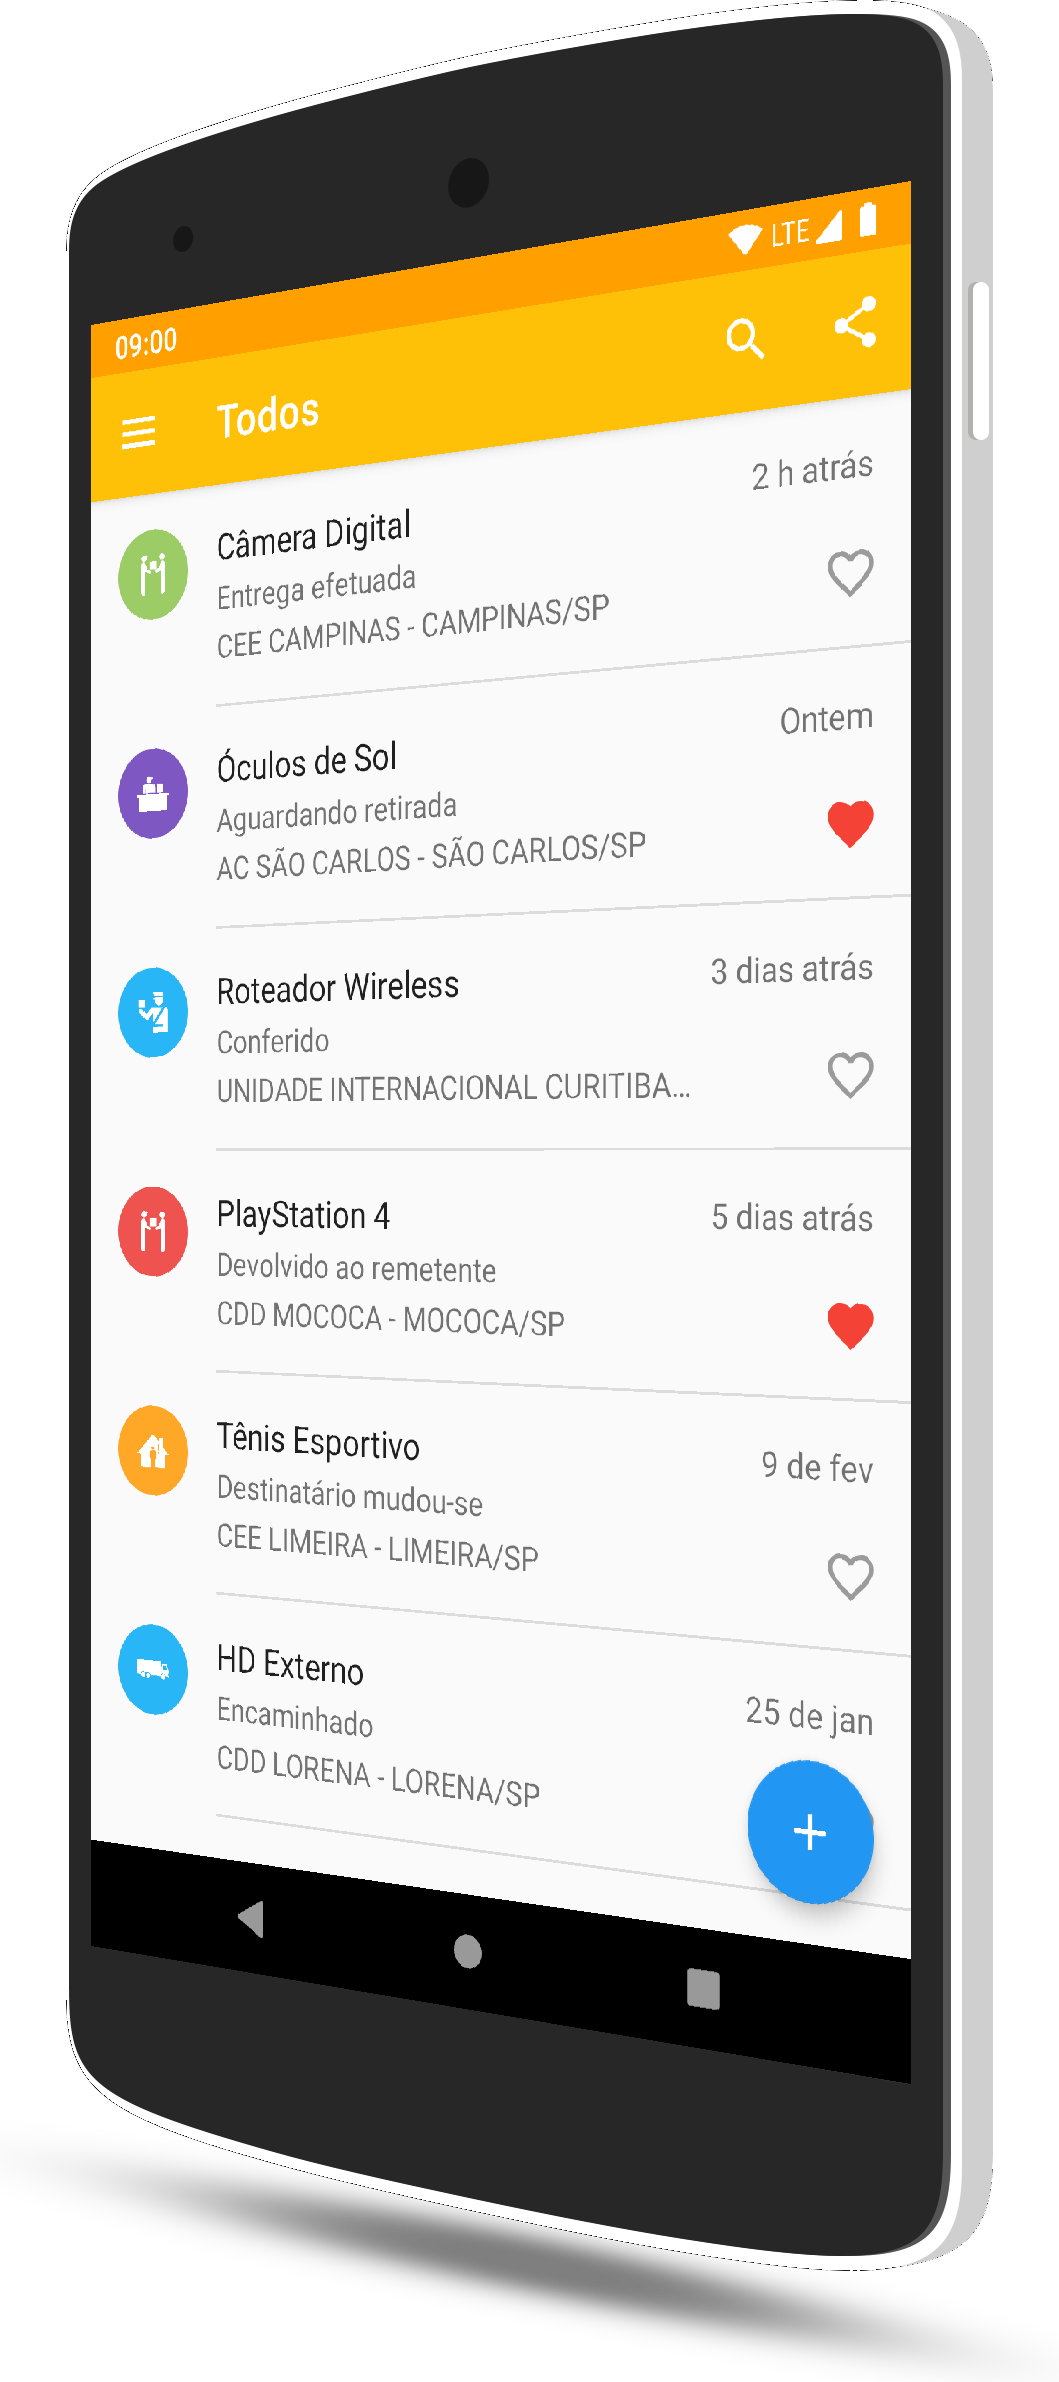 09:00 LTE
Todos
Câmera Digital 2 h atrás
Entrega efetuada
CEE CAMPINAS - CAMPINAS/SP
Óculos de Sol Ontem
Aguardando retirada
AC SÃO CARLOS - SÃO CARLOS/SP
Roteador Wireless 3 dias atrás
Conferido
UNIDADE INTERNACIONAL CURITIBA...
PlayStation 4 5 dias atrás
Devolvido ao remetente
CDD MOCOCA - MOCOCA/SP
Tênis Esportivo 9 de fev
Destinatário mudou-se
CEE LIMEIRA - LIMEIRA/SP
HD Externo 25 de jan
Encaminhado
CDD LORENA - LORENA/SP